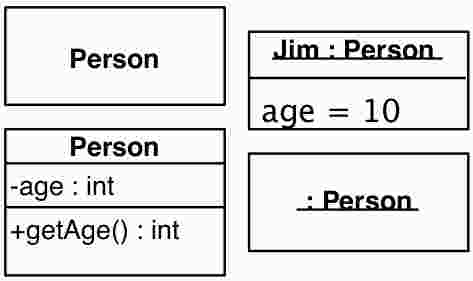 Person
Person
-age : int
+getAge() : int
Jim : Person
age = 10
: Person